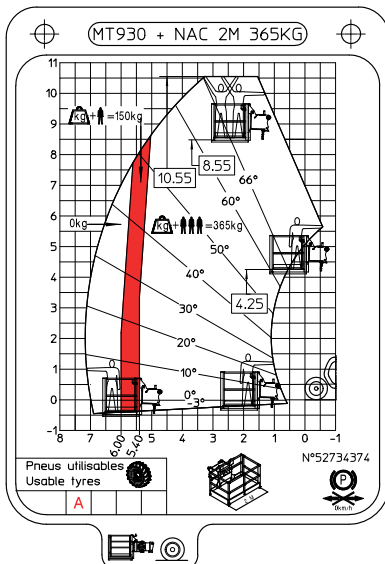 MT930 + NAC 2M 365KG
11
10
9
8
7
6
5
4
3
2
1
0
-1
kg + =150kg
8.55
10.55
66°
60°
0kg
kg + =365kg
50°
4.25
40°
30°
20°
10°
0°
-3°
8 7 6.00 5.40 5 4 3 2 1 0 -1
Pneus utilisables
Usable tyres
A
N°52734374
P
0km/h